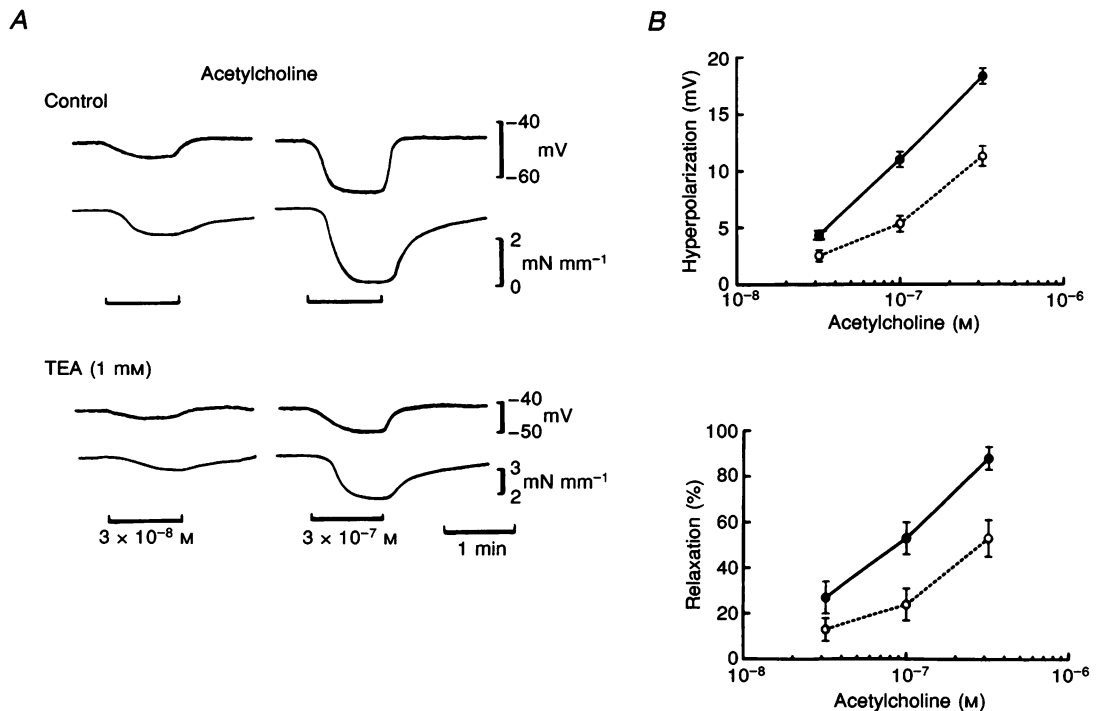 A
Acetylcholine
Control
−40
mV
−60
2
mN mm⁻¹
0
TEA (1 mM)
−40
mV
−50
3
mN mm⁻¹
2
3 × 10⁻⁸ M
3 × 10⁻⁷ M
1 min
B
Hyperpolarization (mV)
20
15
10
5
0
10⁻⁸
10⁻⁷
10⁻⁶
Acetylcholine (M)
Relaxation (%)
100
80
60
40
20
0
10⁻⁸
10⁻⁷
10⁻⁶
Acetylcholine (M)